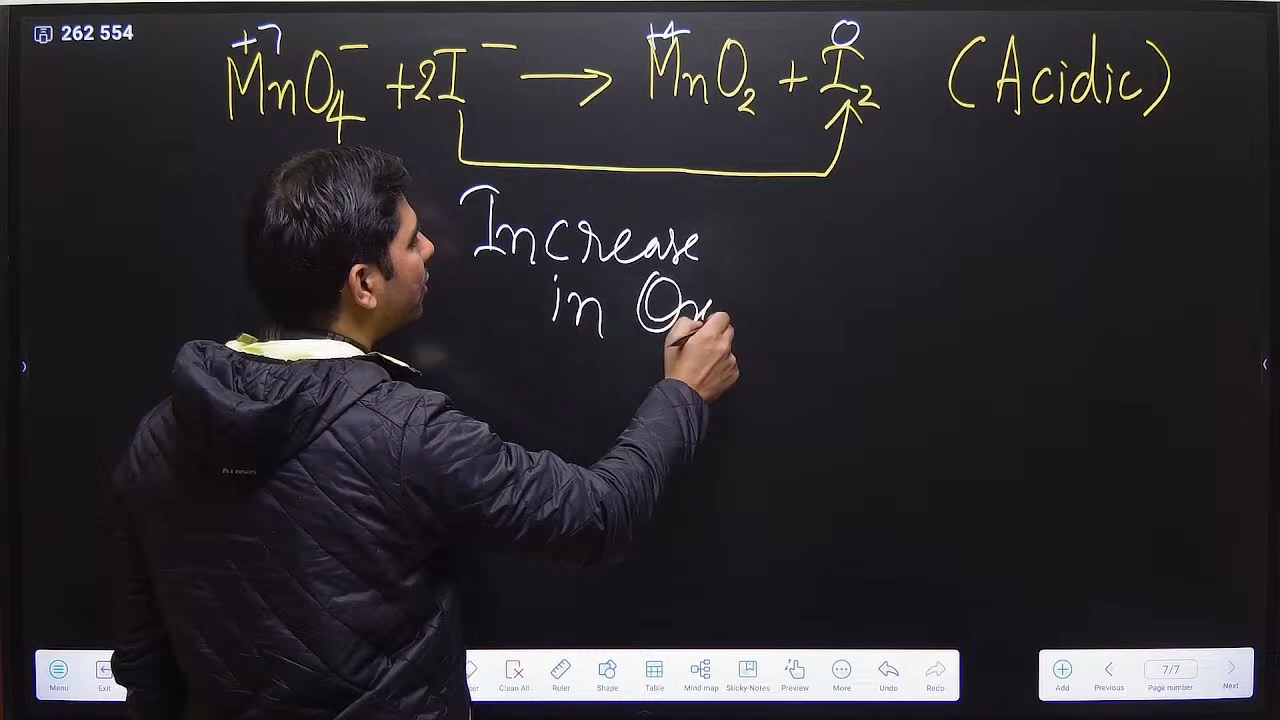 262 554
+7 +4 0
MnO₄⁻ + 2I⁻ → MnO₂ + I₂ (Acidic)
Increase
in Ox
Menu Exit Clean All Ruler Shape Table Mind map Sticky-Notes Preview More Undo Redo Add Previous 7/7 Page number Next